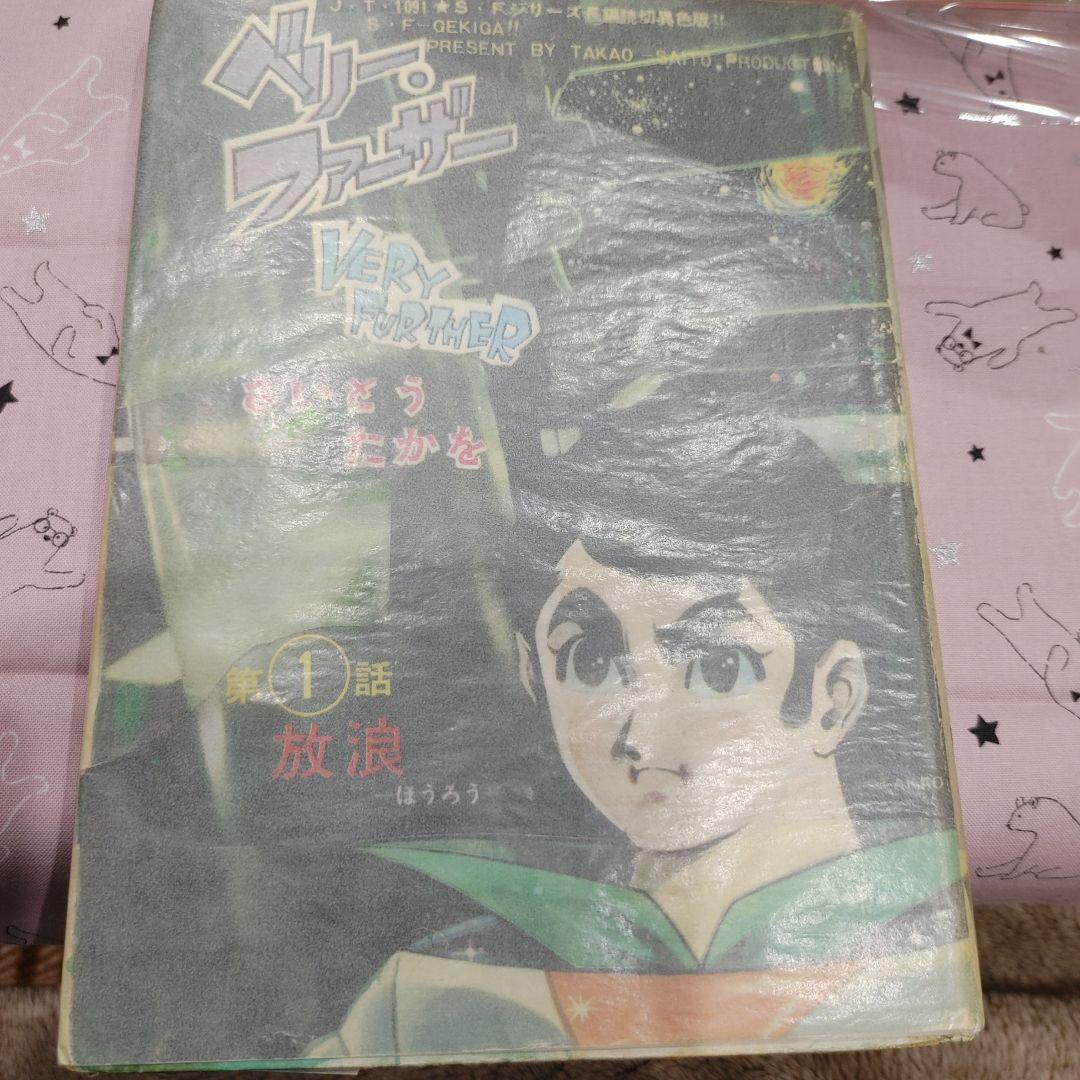 J・T・1091★S・Fシリーズ長編読切異色版!!
S・F-GEKIGA!!
PRESENT BY TAKAO SAITO PRODUCTION
ベリー・
ファーザー
VERY
FURTHER
さいとう
たかを
第1話
放浪
ほうろう